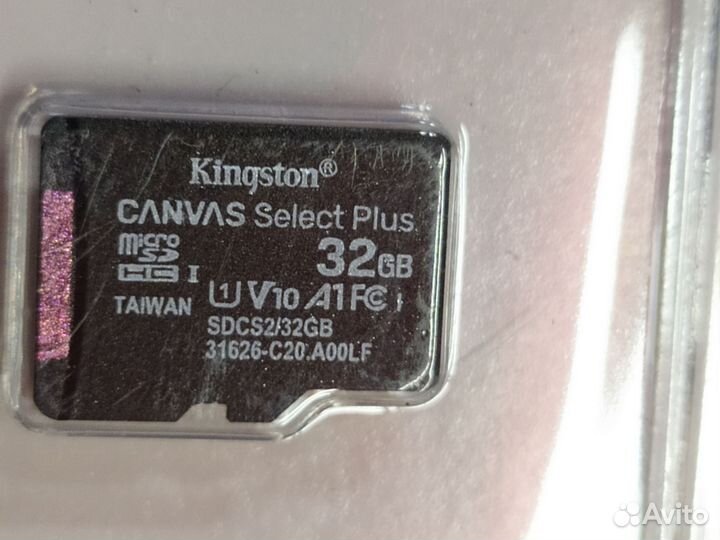 Kingston®
CANVAS Select Plus
micro SD HC I 32GB
TAIWAN U1 V10 A1 FC
SDCS2/32GB
31626-C20.A00LF
Avito